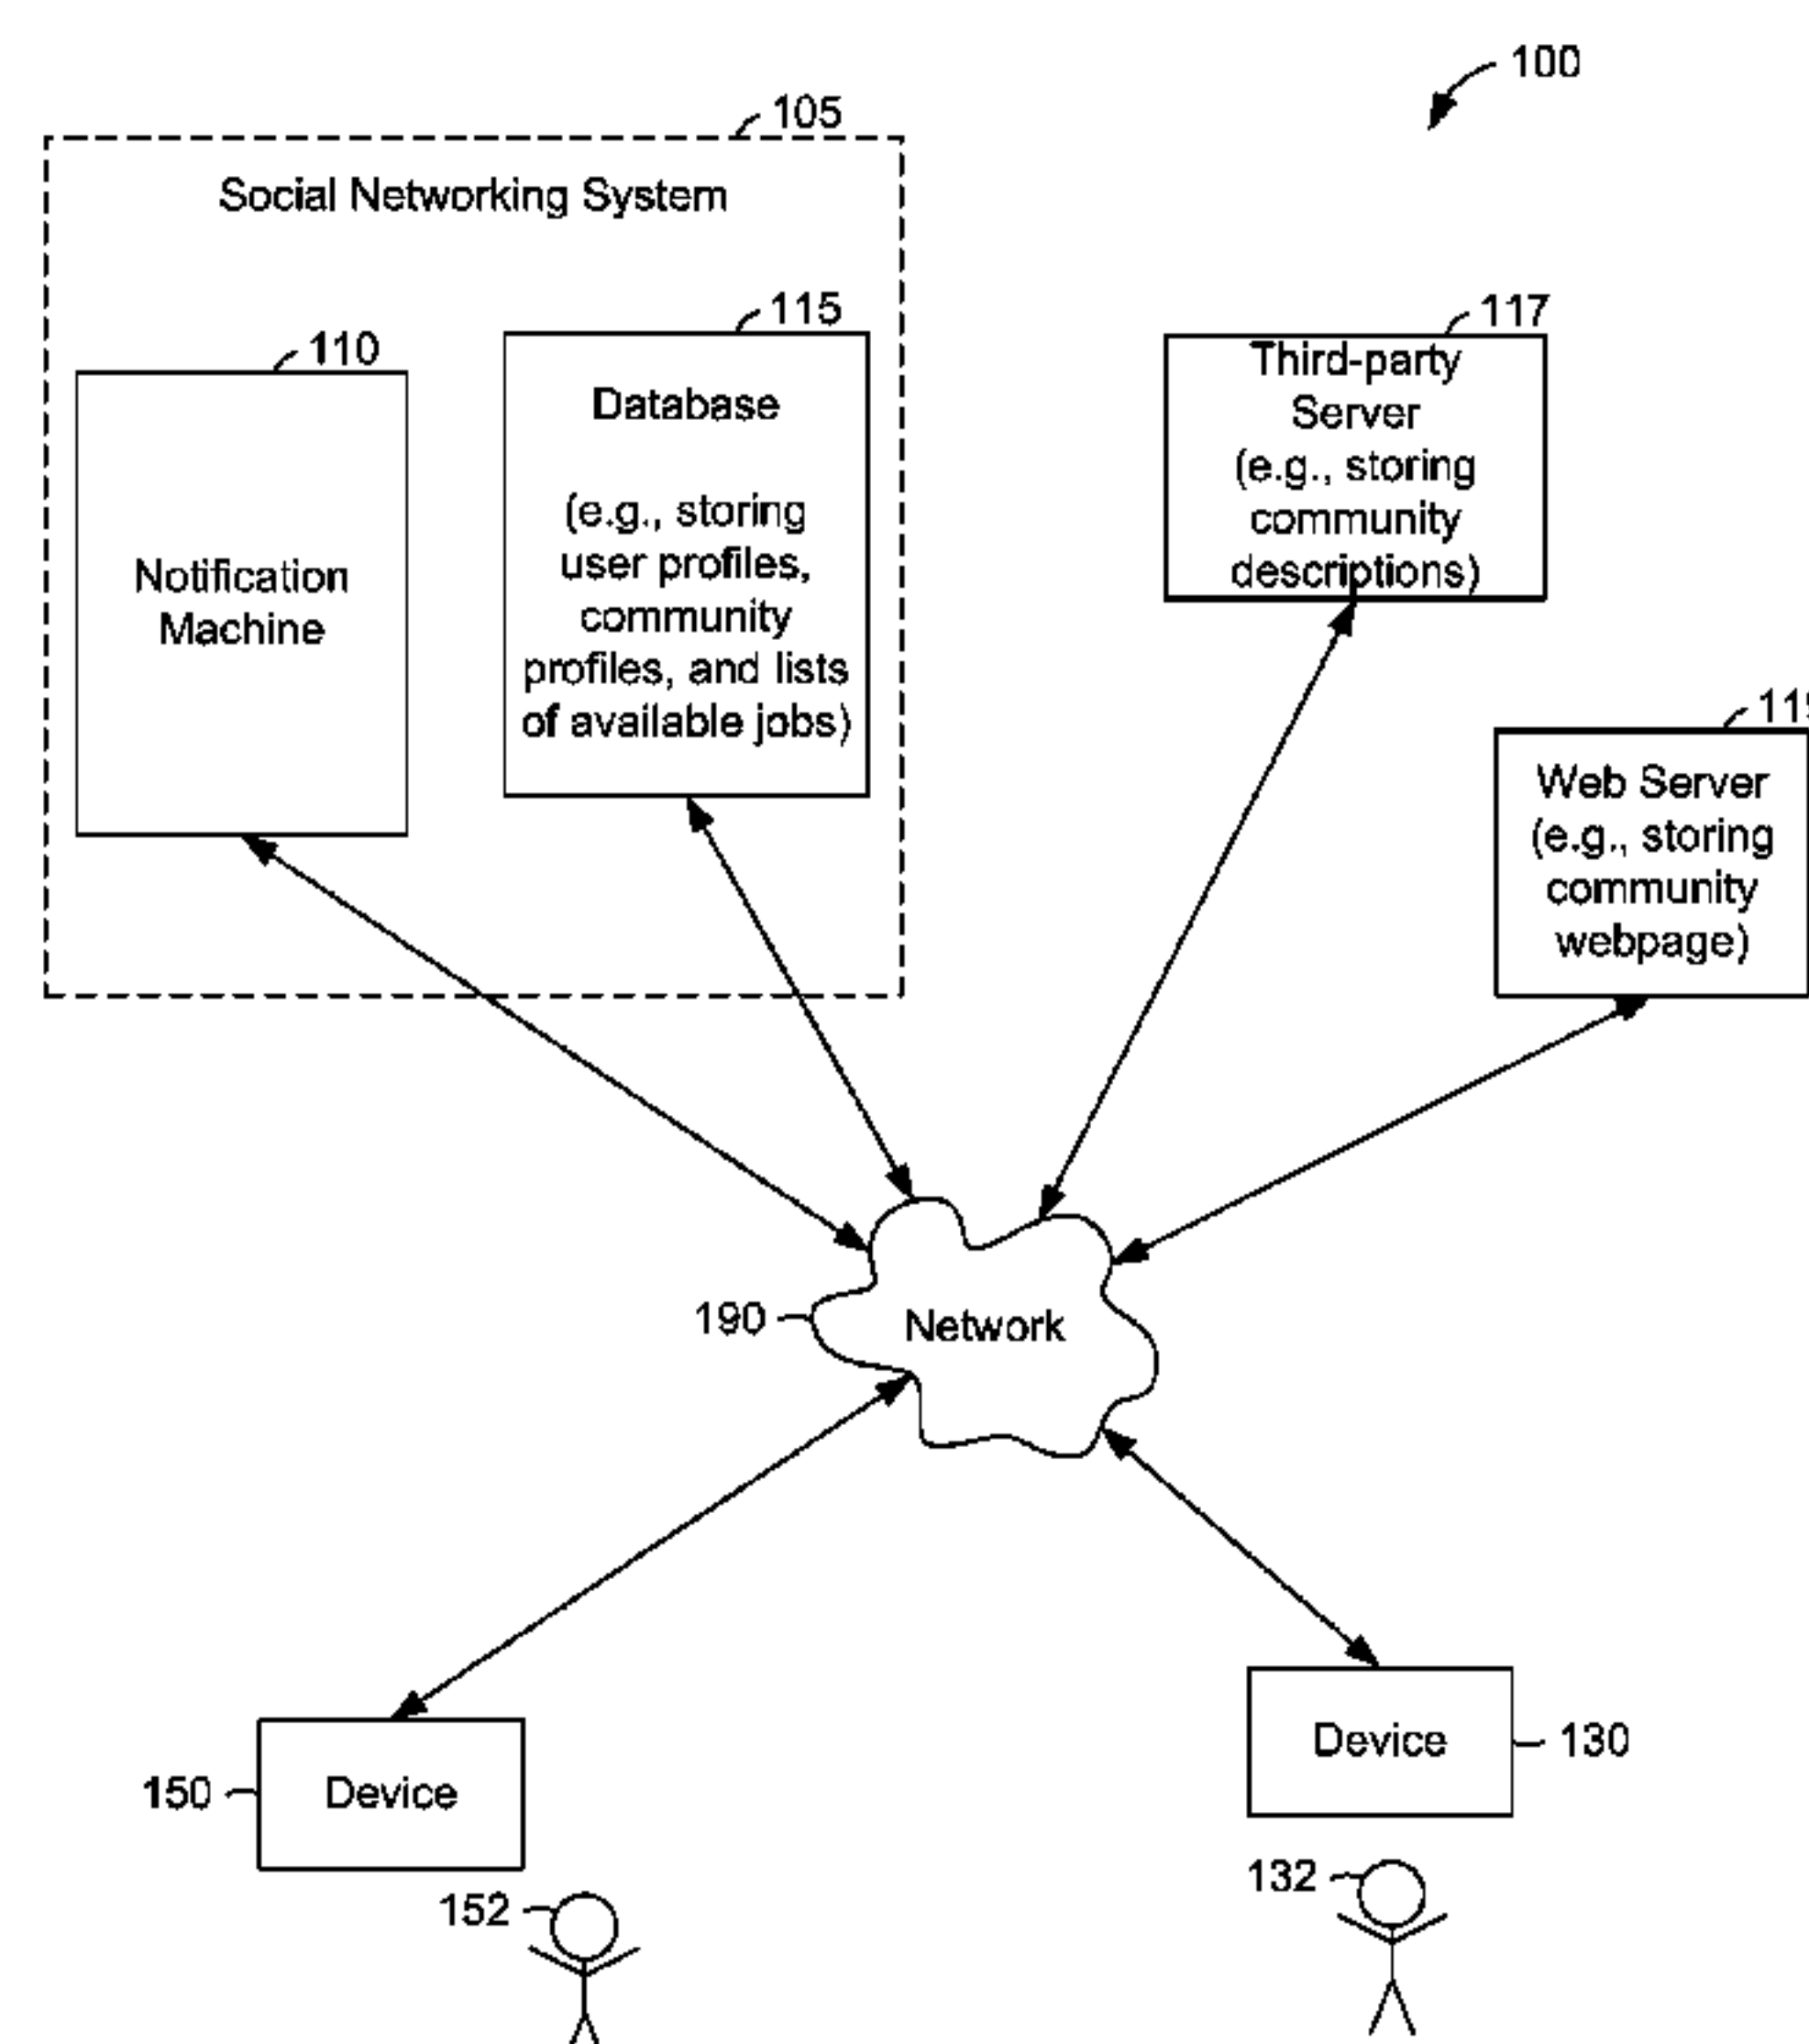 100
105
Social Networking System
110
Notification
Machine
115
Database
(e.g., storing
user profiles,
community
profiles, and lists
of available jobs)
117
Third-party
Server
(e.g., storing
community
descriptions)
Web Server
(e.g., storing
community
webpage)
190
Network
150
Device
152
Device
130
132